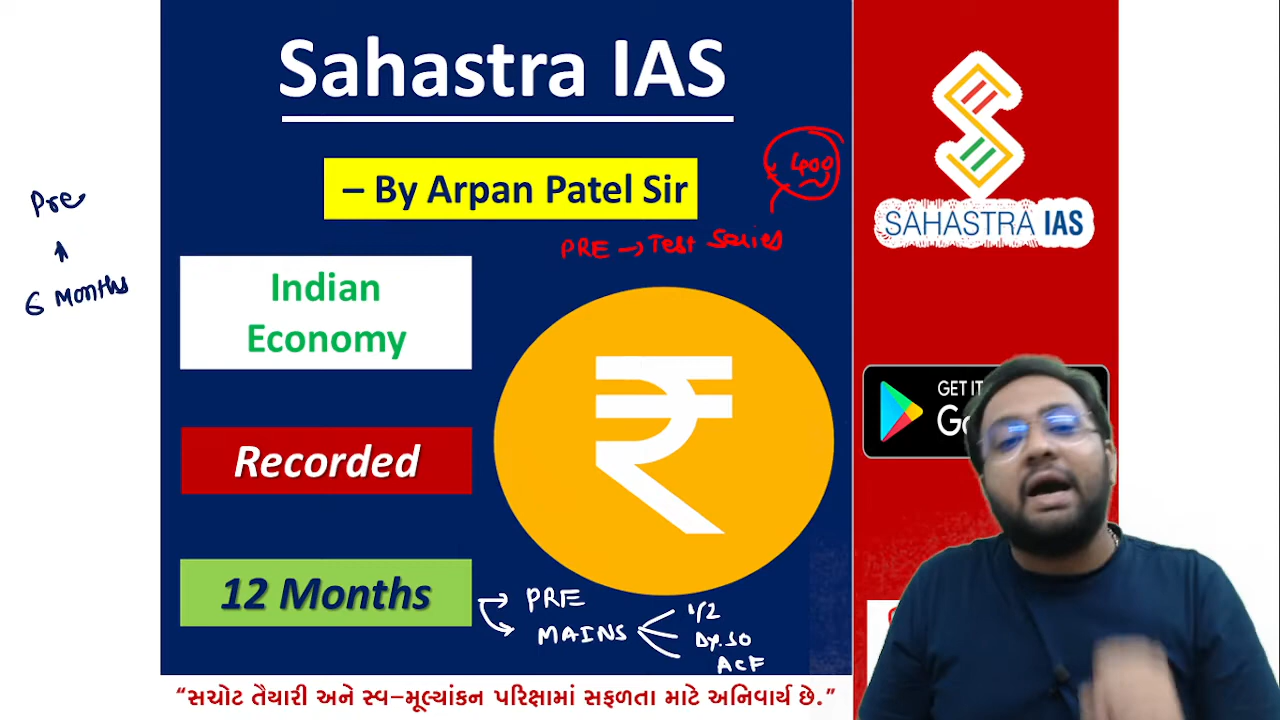 Sahastra IAS
– By Arpan Patel Sir
400
PRE → Test Series
Pre
↑
6 Months
Indian
Economy
Recorded
12 Months
→ PRE
→ MAINS
1/2
Dy.SO
ACF
₹
SAHASTRA IAS
GET IT
“સચોટ તૈયારી અને સ્વ–મૂલ્યાંકન પરિક્ષામાં સફળતા માટે અનિવાર્ય છે.”